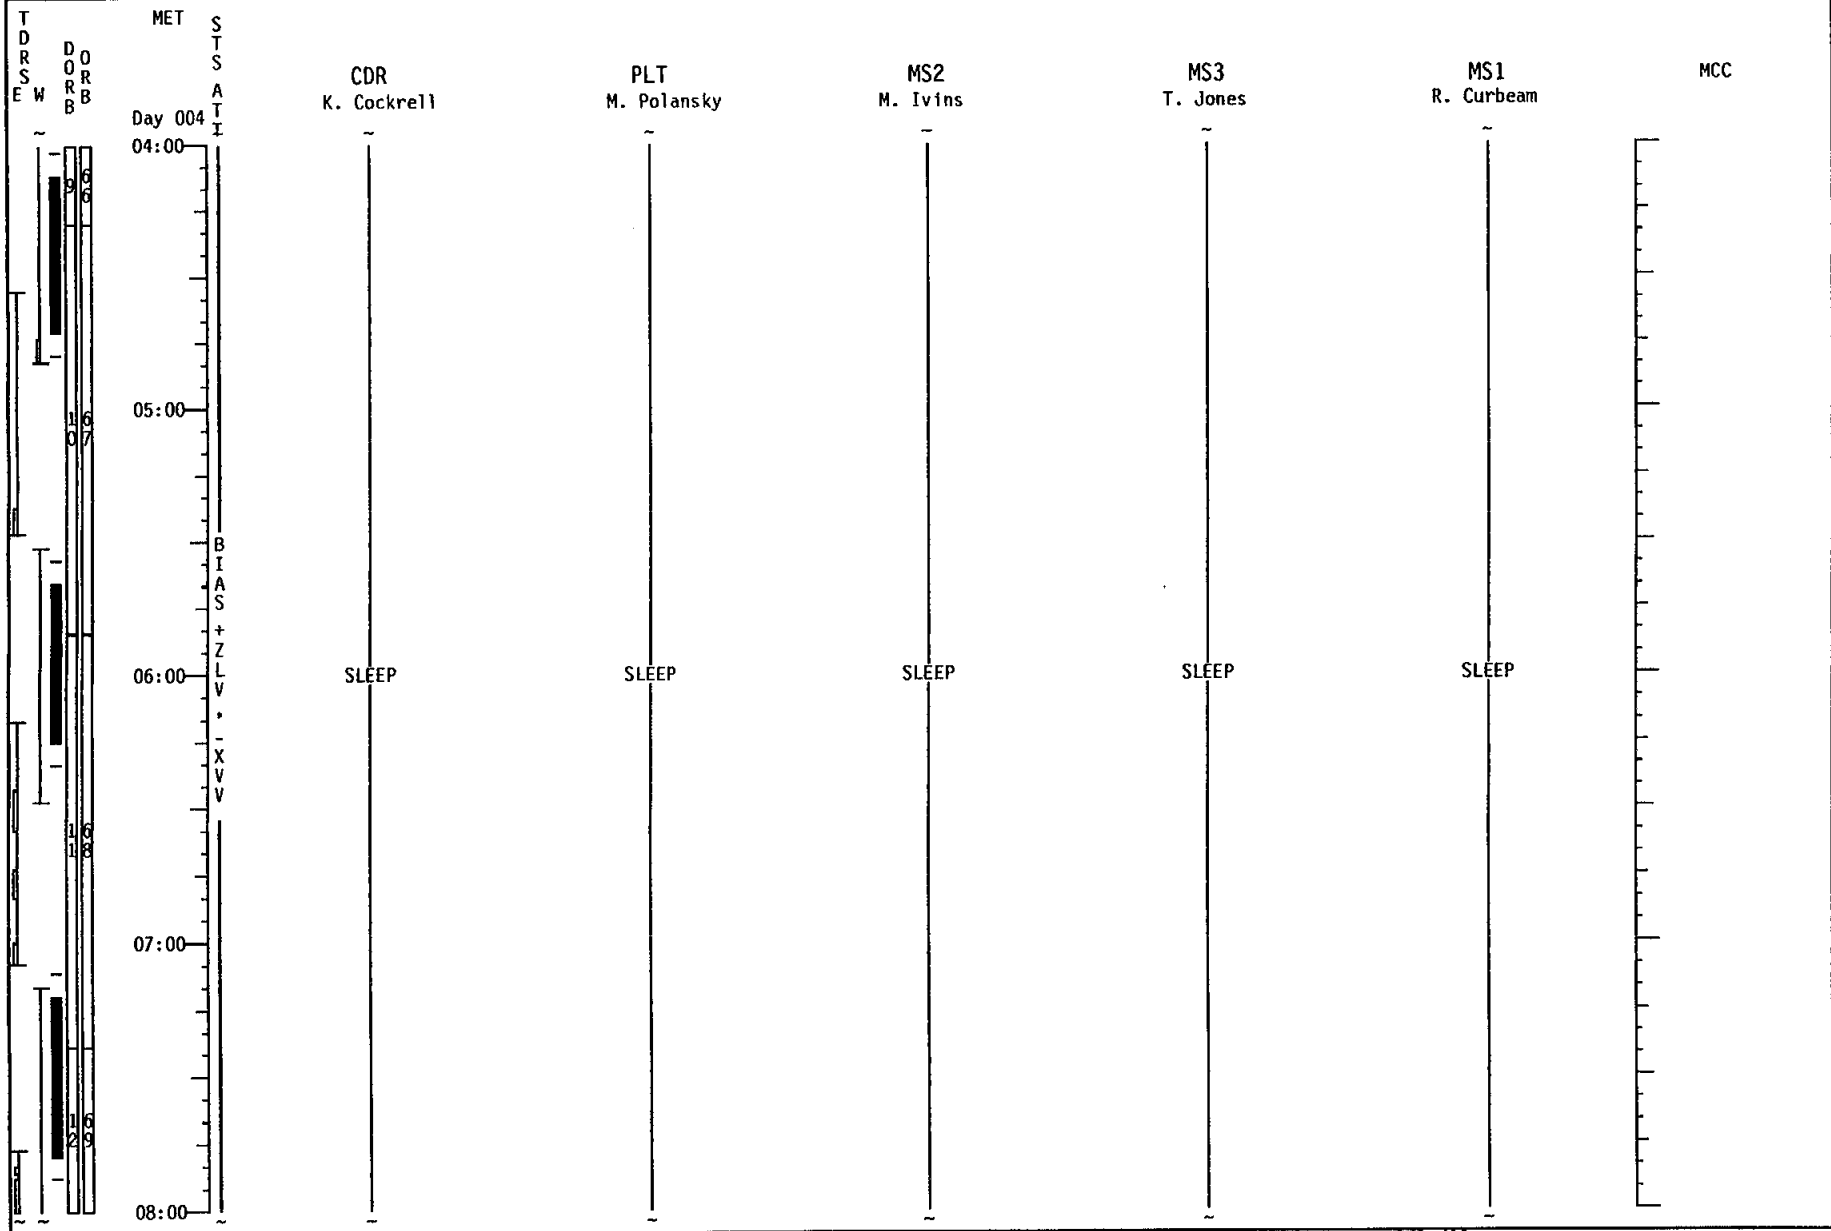 TDRS
E W
DORB
ORB
MET
STS ATT
CDR
K. Cockrell
PLT
M. Polansky
MS2
M. Ivins
MS3
T. Jones
MS1
R. Curbeam
MCC
Day 004
04:00
9
66
05:00
10
67
BIAS +ZLV, -XVV
06:00
SLEEP
SLEEP
SLEEP
SLEEP
SLEEP
11
68
07:00
12
69
08:00